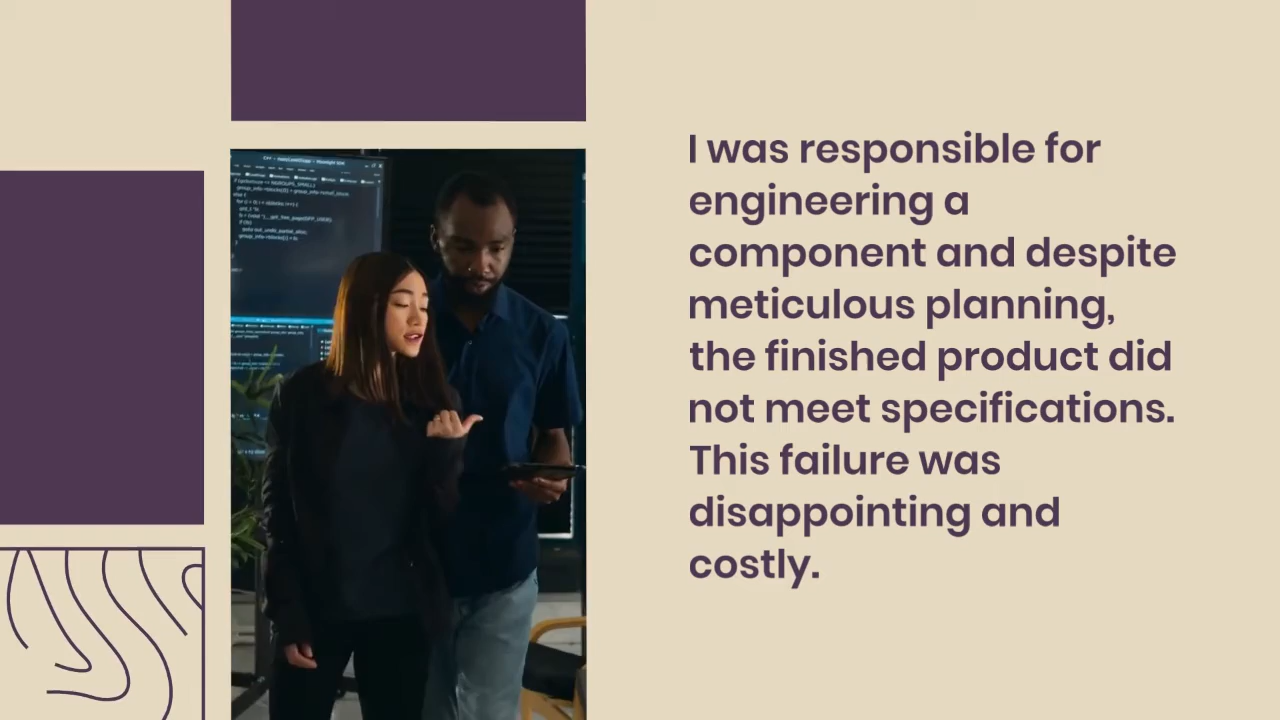 I was responsible for
engineering a
component and despite
meticulous planning,
the finished product did
not meet specifications.
This failure was
disappointing and
costly.